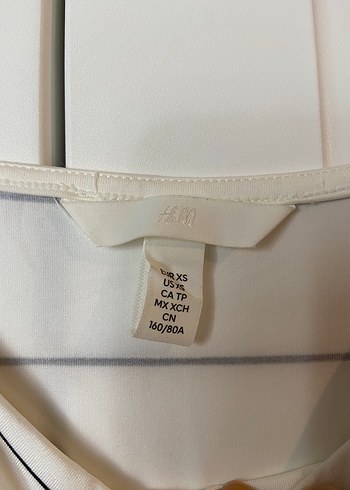 H&M
EUR XS
US XS
CA TP
MX XCH
CN
160/80A